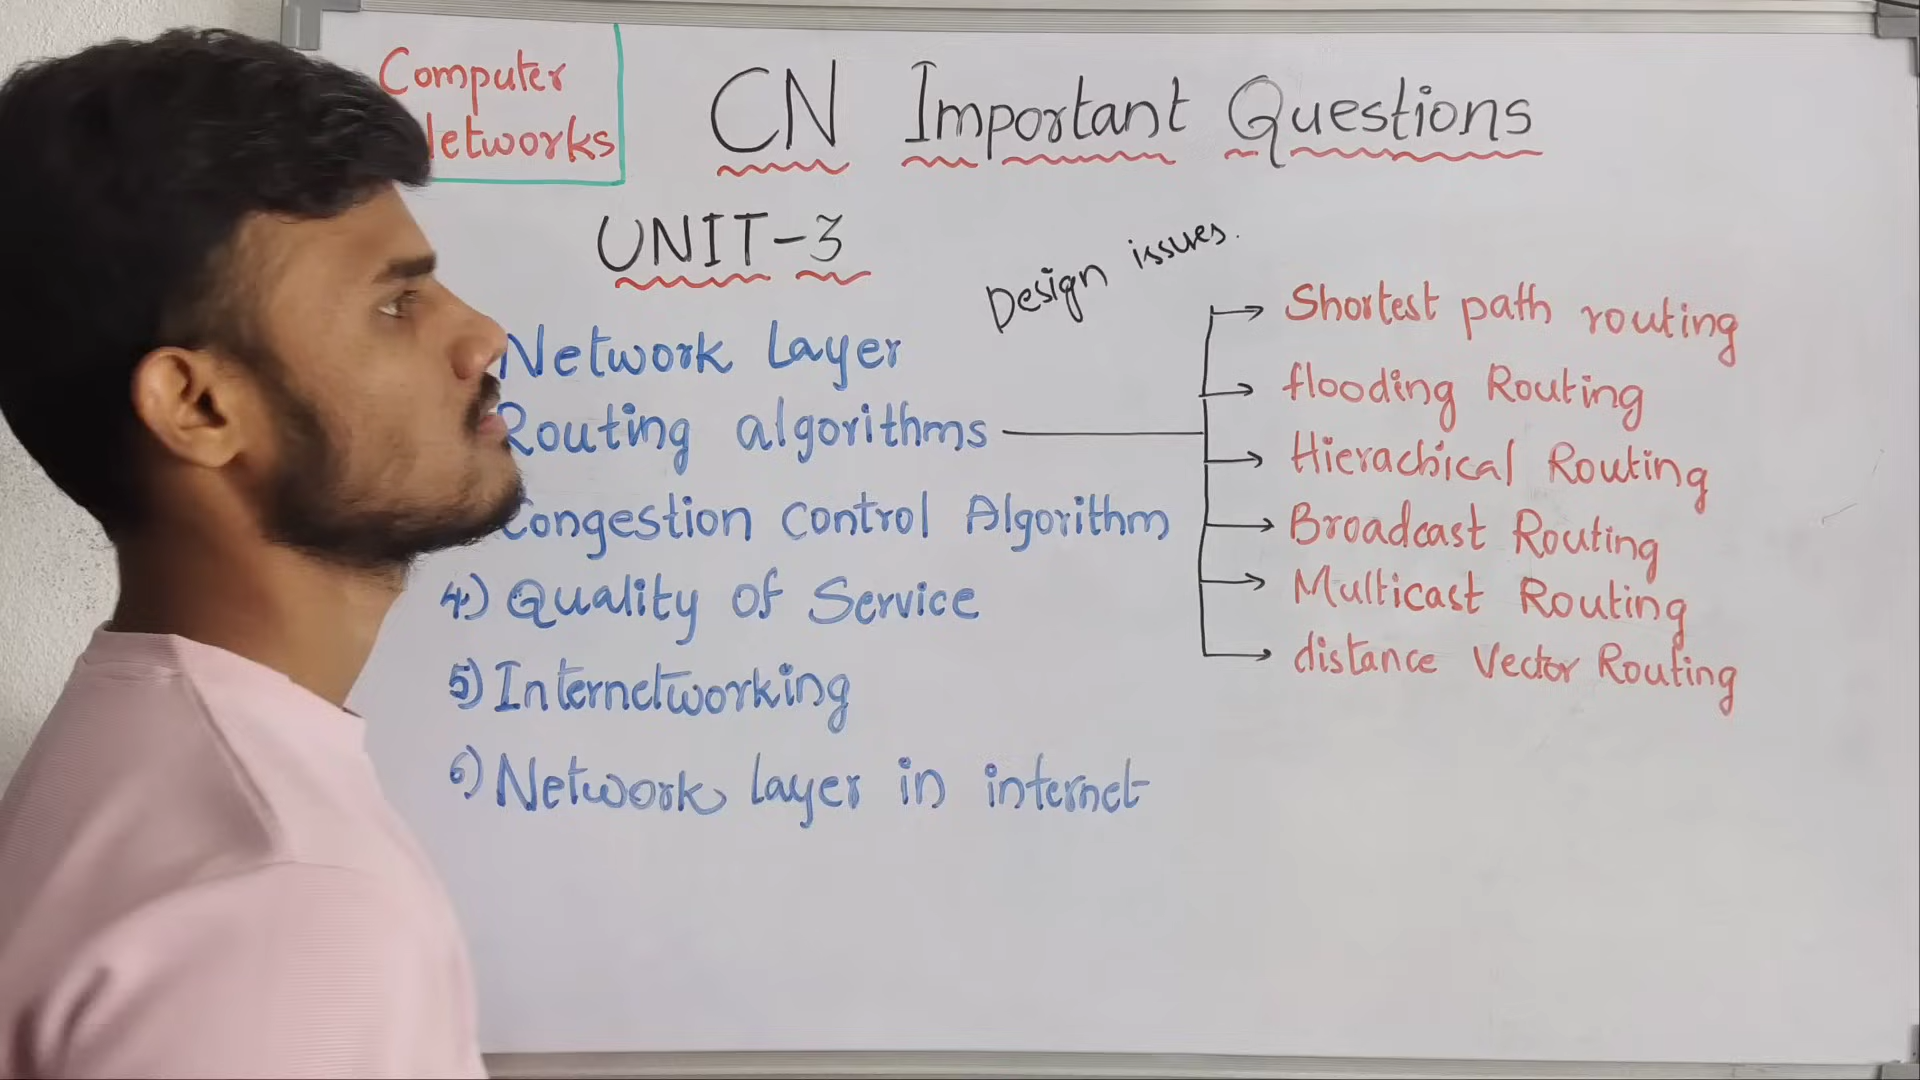 Computer
Networks
CN Important Questions
UNIT-3
Design issues.
Network Layer
Routing algorithms
Congestion Control Algorithm
4) Quality of Service
5) Internetworking
6) Network layer in internet
Shortest path routing
flooding Routing
Hierachical Routing
Broadcast Routing
Multicast Routing
distance Vector Routing